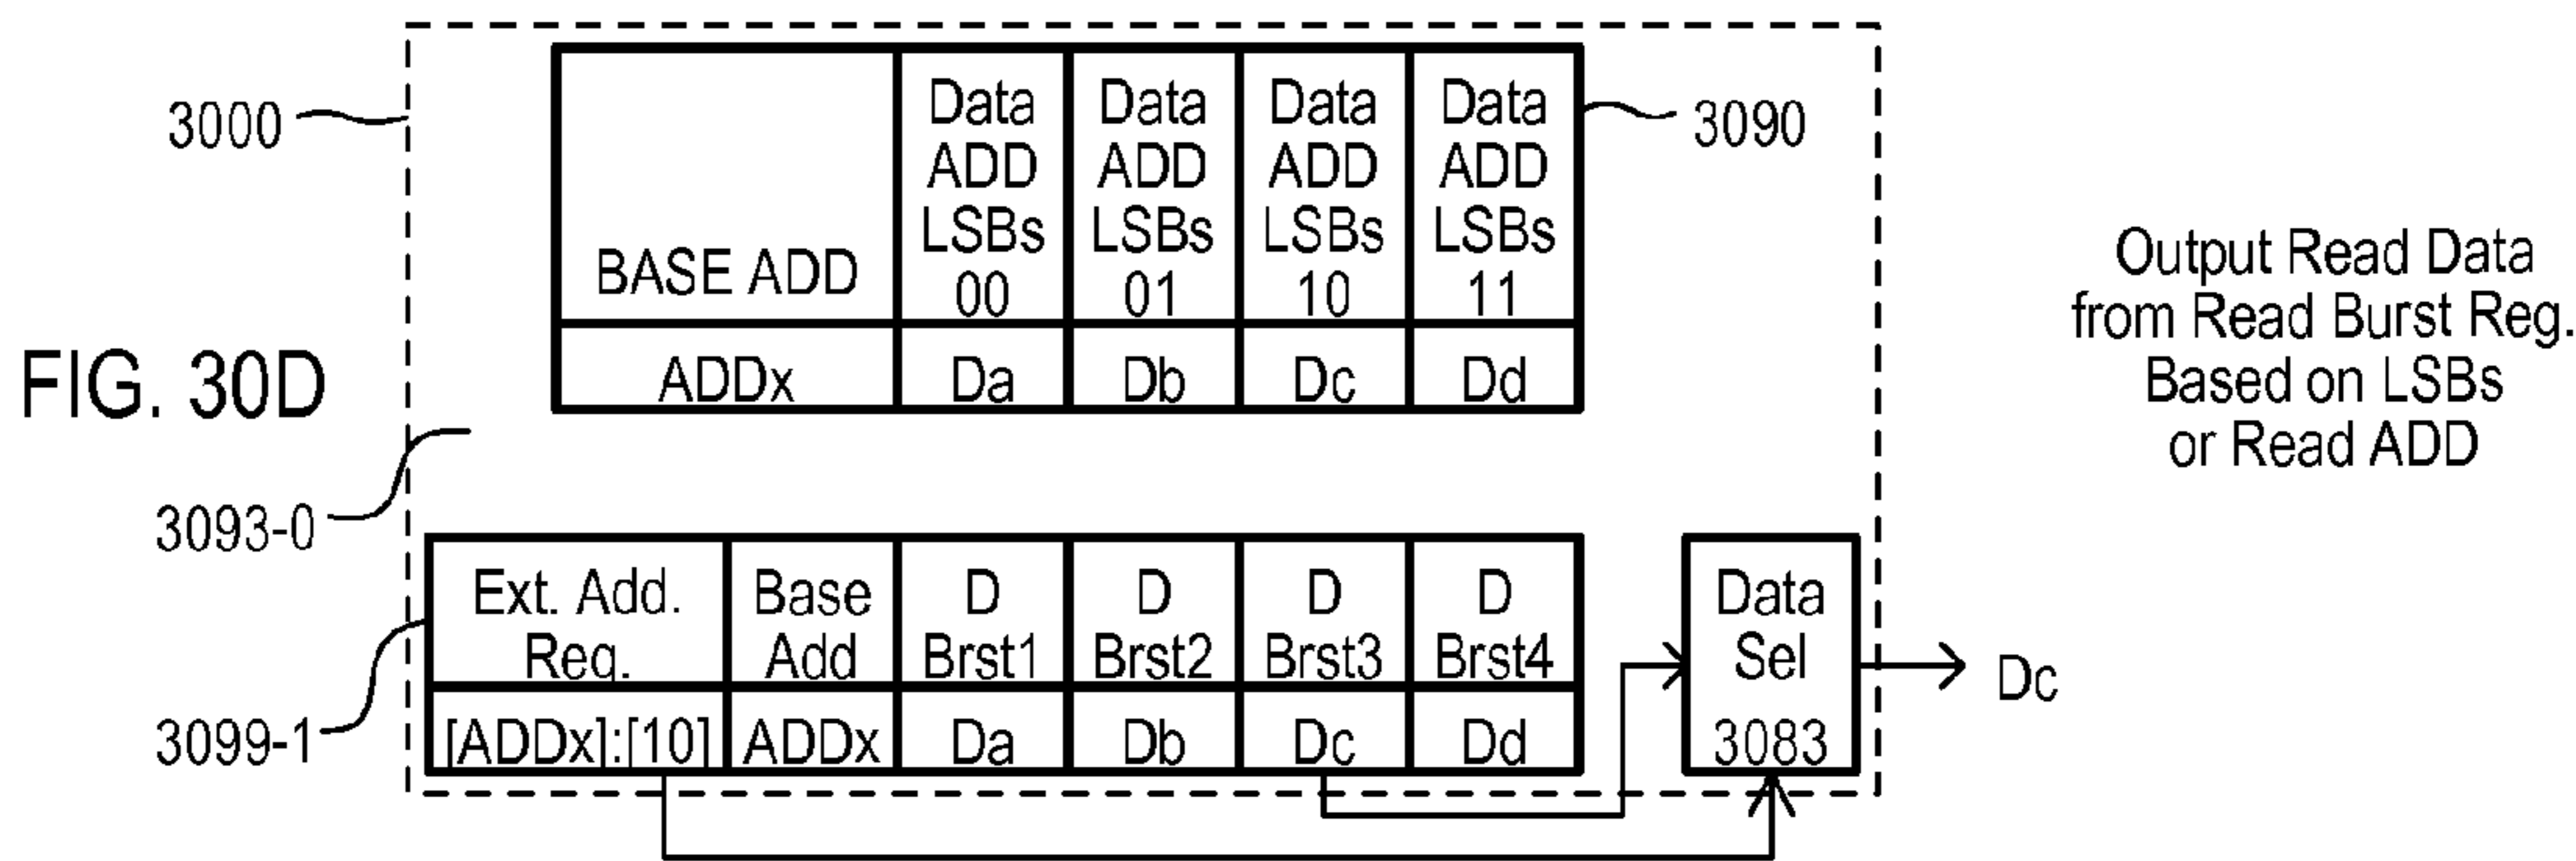 3000
Data ADD LSBs 00
Data ADD LSBs 01
Data ADD LSBs 10
Data ADD LSBs 11
3090
BASE ADD
ADDx Da Db Dc Dd
FIG. 30D
3093-0
Output Read Data
from Read Burst Reg.
Based on LSBs
or Read ADD
Ext. Add. Req.
Base Add
D Brst1
D Brst2
D Brst3
D Brst4
Data Sel 3083
Dc
3099-1
[ADDx]:[10] ADDx Da Db Dc Dd